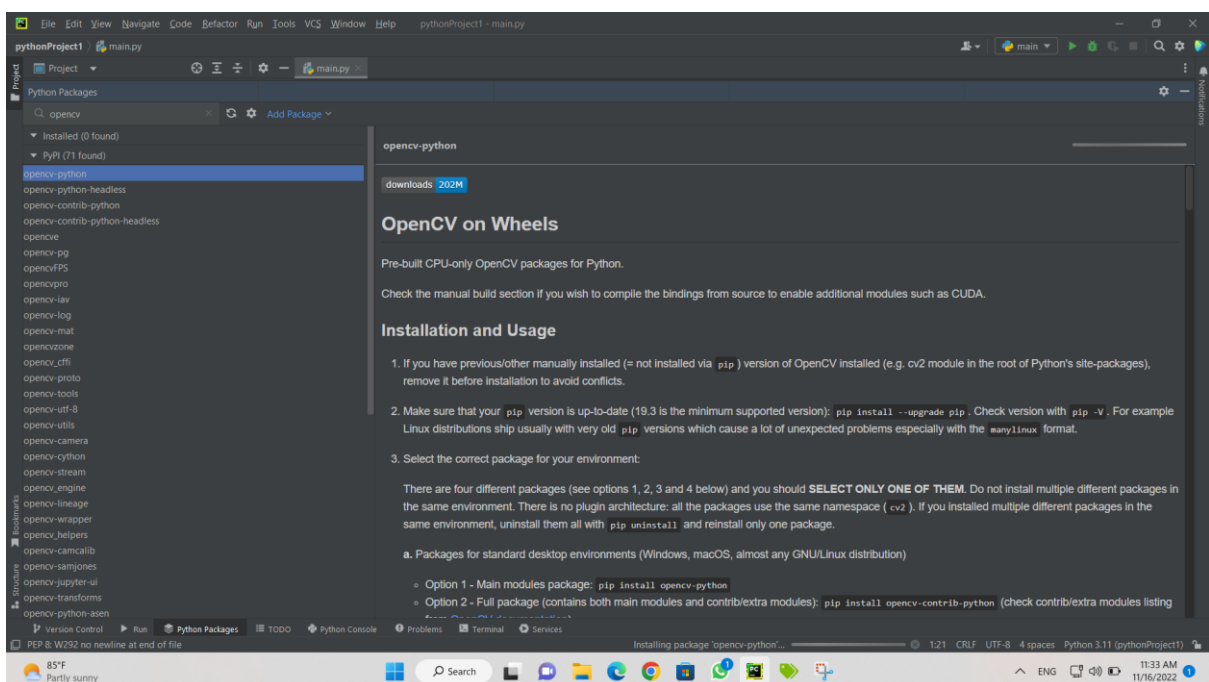 File Edit View Navigate Code Refactor Run Tools VCS Window Help pythonProject1 - main.py
pythonProject1 main.py
main
Project
main.py
Project
Notifications
Python Packages
opencv
Add Package
Installed (0 found)
PyPI (71 found)
opencv-python
opencv-python-headless
opencv-contrib-python
opencv-contrib-python-headless
opencve
opencv-pg
opencvFPS
opencvpro
opencv-iav
opencv-log
opencv-mat
opencvzone
opencv_cffi
opencv-proto
opencv-tools
opencv-utf-8
opencv-utils
opencv-camera
opencv-cython
opencv-stream
opencv_engine
opencv-lineage
opencv-wrapper
opencv_helpers
opencv-camcalib
opencv-samjones
opencv-jupyter-ui
opencv-transforms
opencv-python-asen
Bookmarks
Structure
opencv-python
downloads 202M
OpenCV on Wheels
Pre-built CPU-only OpenCV packages for Python.
Check the manual build section if you wish to compile the bindings from source to enable additional modules such as CUDA.
Installation and Usage
1. If you have previous/other manually installed (= not installed via pip ) version of OpenCV installed (e.g. cv2 module in the root of Python's site-packages),
remove it before installation to avoid conflicts.
2. Make sure that your pip version is up-to-date (19.3 is the minimum supported version): pip install --upgrade pip . Check version with pip -V . For example
Linux distributions ship usually with very old pip versions which cause a lot of unexpected problems especially with the manylinux format.
3. Select the correct package for your environment:
There are four different packages (see options 1, 2, 3 and 4 below) and you should SELECT ONLY ONE OF THEM. Do not install multiple different packages in
the same environment. There is no plugin architecture: all the packages use the same namespace ( cv2 ). If you installed multiple different packages in the
same environment, uninstall them all with pip uninstall and reinstall only one package.
a. Packages for standard desktop environments (Windows, macOS, almost any GNU/Linux distribution)
Option 1 - Main modules package: pip install opencv-python
Option 2 - Full package (contains both main modules and contrib/extra modules): pip install opencv-contrib-python (check contrib/extra modules listing
from OpenCV documentation)
Version Control Run Python Packages TODO Python Console Problems Terminal Services
PEP 8: W292 no newline at end of file
Installing package 'opencv-python'... 1:21 CRLF UTF-8 4 spaces Python 3.11 (pythonProject1)
85°F
Partly sunny
Search
ENG
11:33 AM
11/16/2022
1